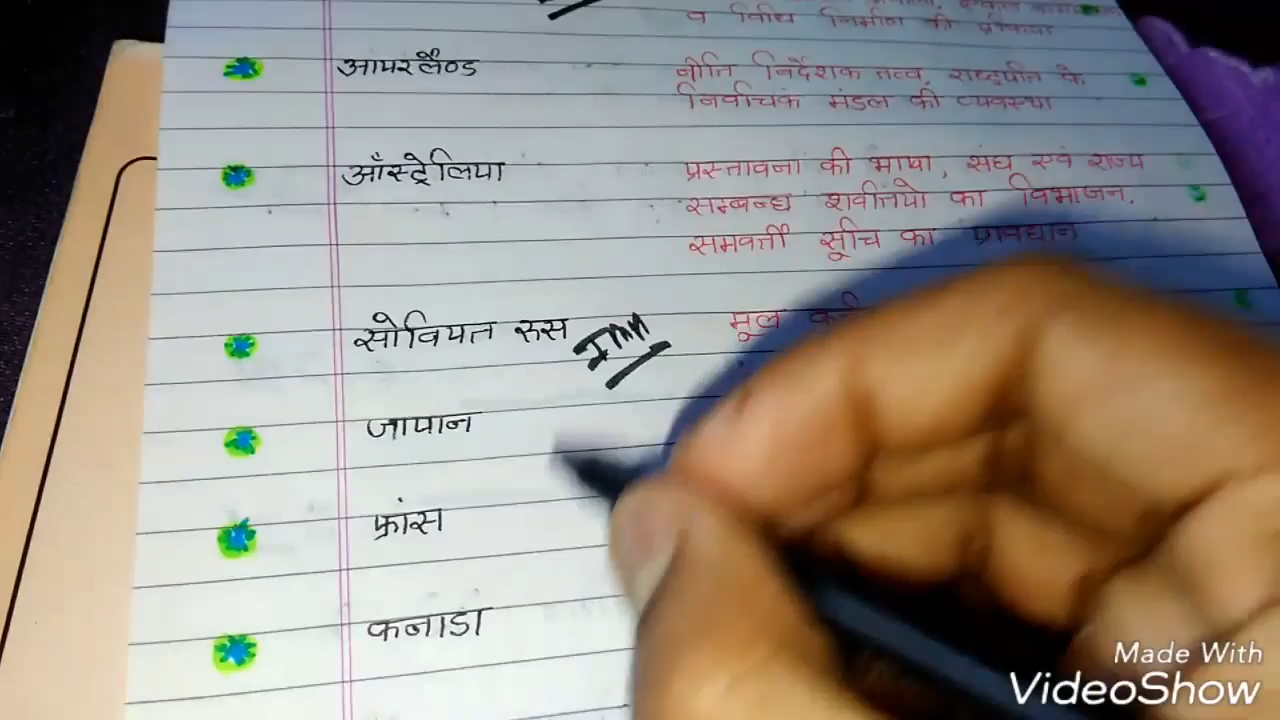 व विधि निर्माण की प्रक्रिया
आयरलैण्ड
नीति निर्देशक तत्व, राष्ट्रपति के
निर्वाचक मंडल की व्यवस्था
ऑस्ट्रेलिया
प्रस्तावना की भाषा, संघ एवं राज्य
सम्बन्ध शक्तियो का विभाजन,
समवर्ती सूचि का प्रावधान
सोवियत रुस
Imp
मूल
जापान
फ्रांस
कनाडा
Made With
VideoShow